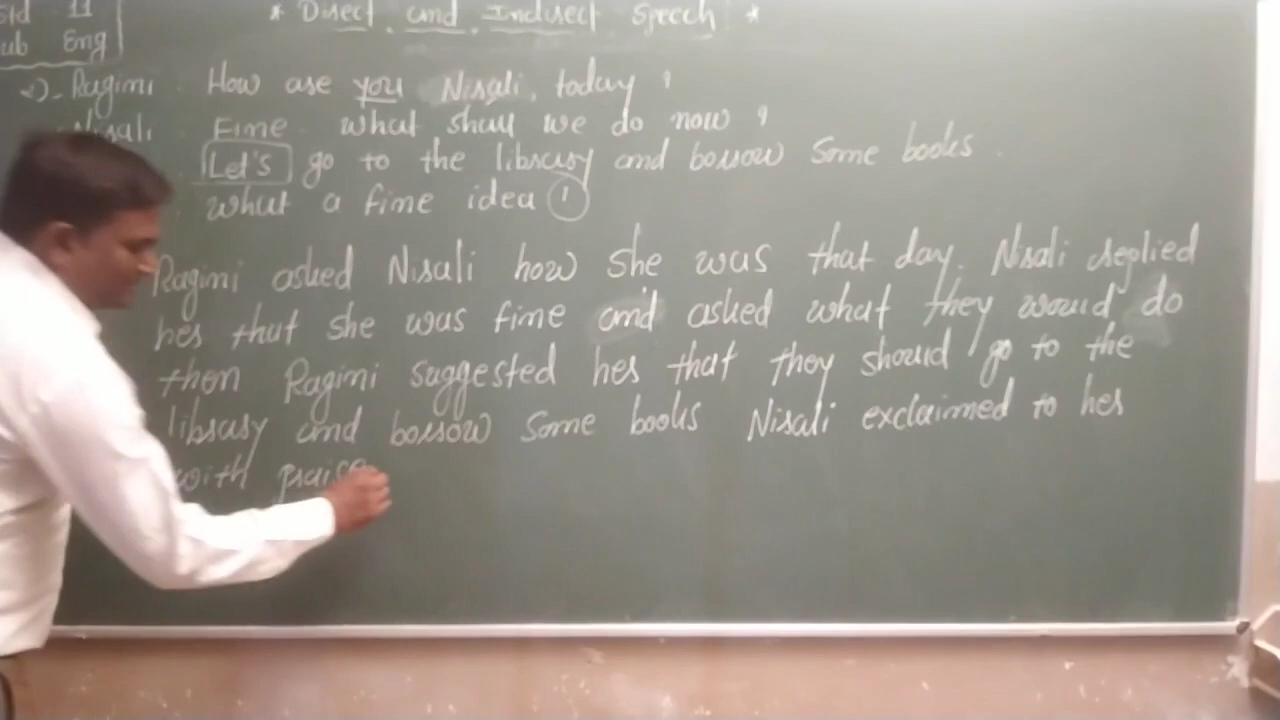 Std 11
* Direct and Indirect Speech *
Sub Eng
2). Ragini : How are you Nisali, today ?
Nisali : Fine. what shall we do now ?
Let's go to the library and borrow some books.
what a fine idea !
Ragini asked Nisali how she was that day. Nisali replied
her that she was fine and asked what they would do
then Ragini suggested her that they should go to the
library and borrow some books Nisali exclaimed to her
with praise